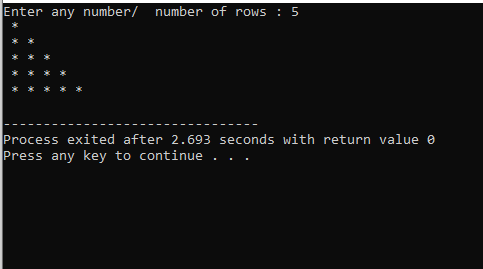 Enter any number/  number of rows : 5
 *
 * *
 * * *
 * * * *
 * * * * *

--------------------------------
Process exited after 2.693 seconds with return value 0
Press any key to continue . . .